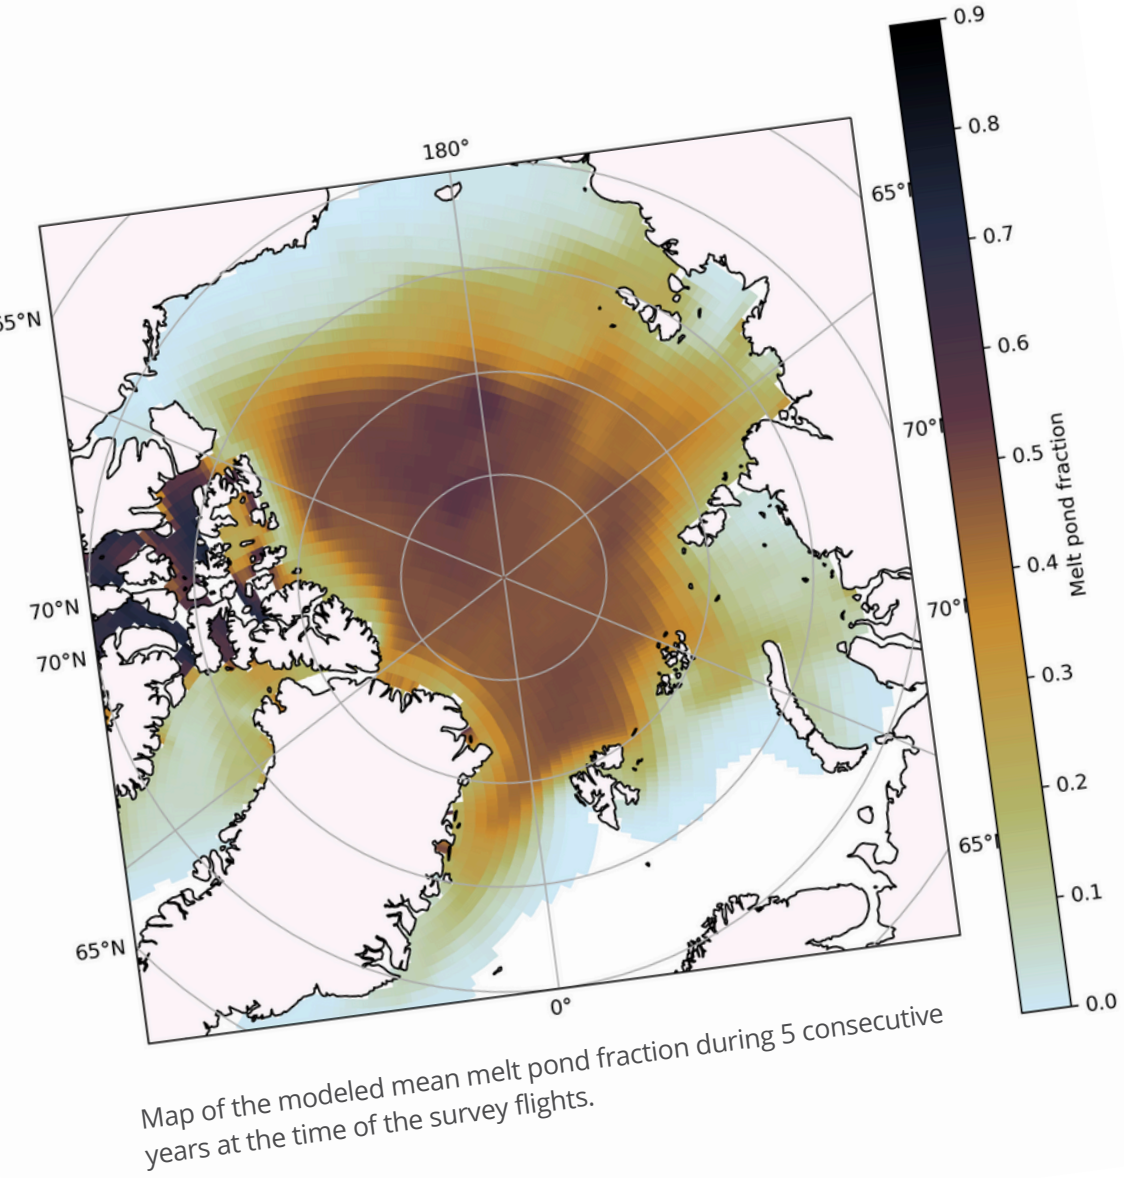 180°
0.9
0.8
0.7
0.6
0.5
0.4
0.3
0.2
0.1
0.0
Melt pond fraction
65°
70°
70°
65°
65°N
70°N
70°N
65°N
0°
Map of the modeled mean melt pond fraction during 5 consecutive
years at the time of the survey flights.